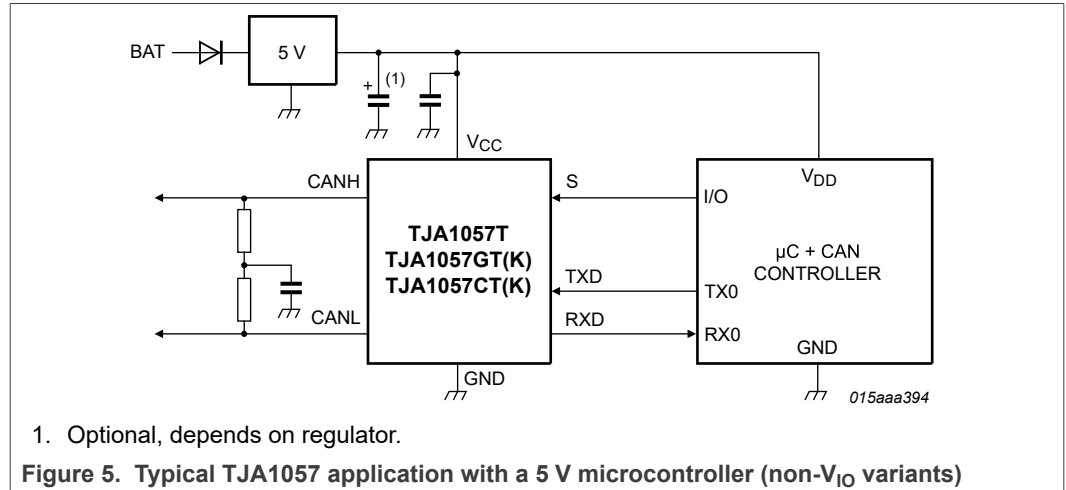 BAT
5 V
(1)
+
VCC
CANH
S
I/O
VDD
TJA1057T
TJA1057GT(K)
TJA1057CT(K)
µC + CAN
CONTROLLER
TXD
TX0
CANL
RXD
RX0
GND
GND
015aaa394
1. Optional, depends on regulator.
Figure 5. Typical TJA1057 application with a 5 V microcontroller (non-VIO variants)